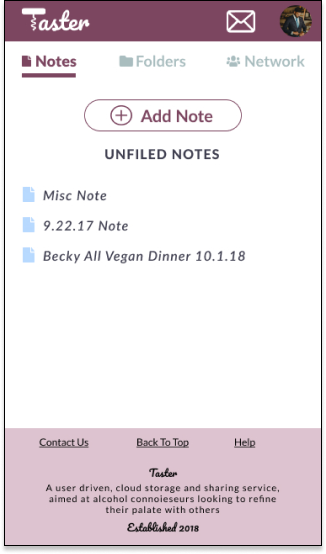 Taster
Notes Folders Network
Add Note
UNFILED NOTES
Misc Note
9.22.17 Note
Becky All Vegan Dinner 10.1.18
Contact Us Back To Top Help
Taster
A user driven, cloud storage and sharing service,
aimed at alcohol connoieseurs looking to refine
their palate with others
Established 2018